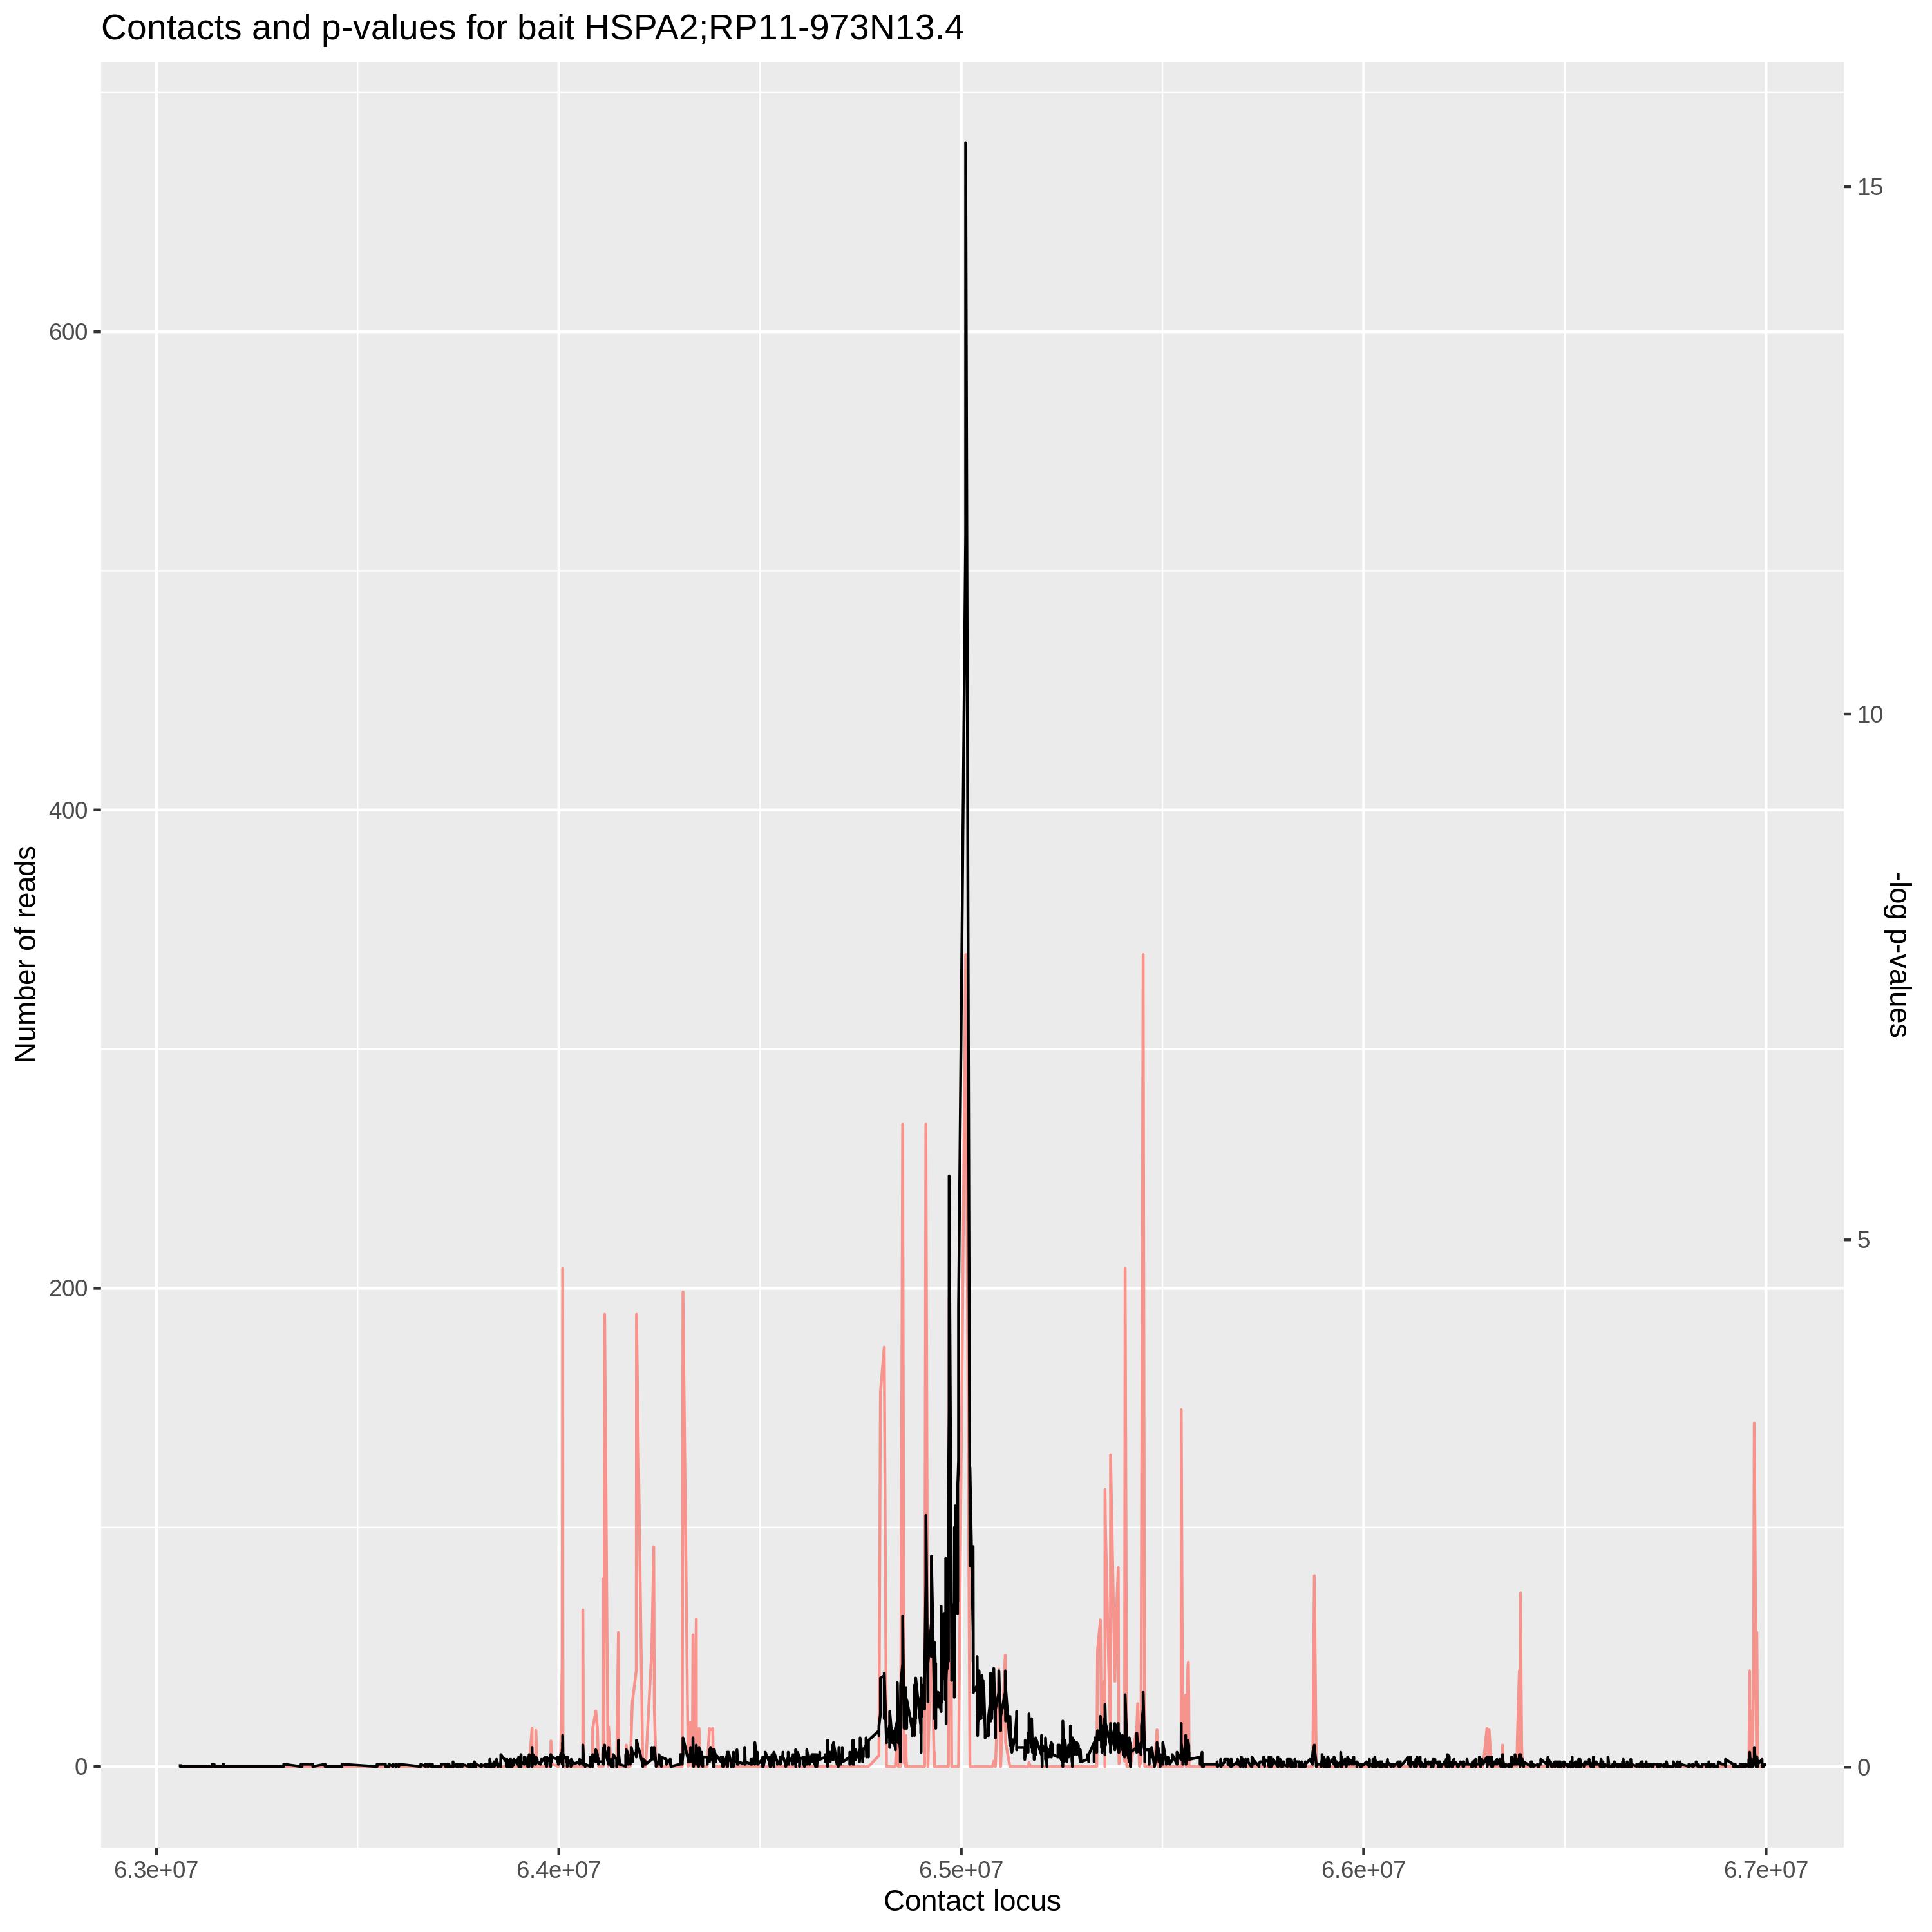 Contacts and p-values for bait HSPA2;RP11-973N13.4
600
400
200
0
Number of reads
15
10
5
0
-log p-values
6.3e+07
6.4e+07
6.5e+07
6.6e+07
6.7e+07
Contact locus